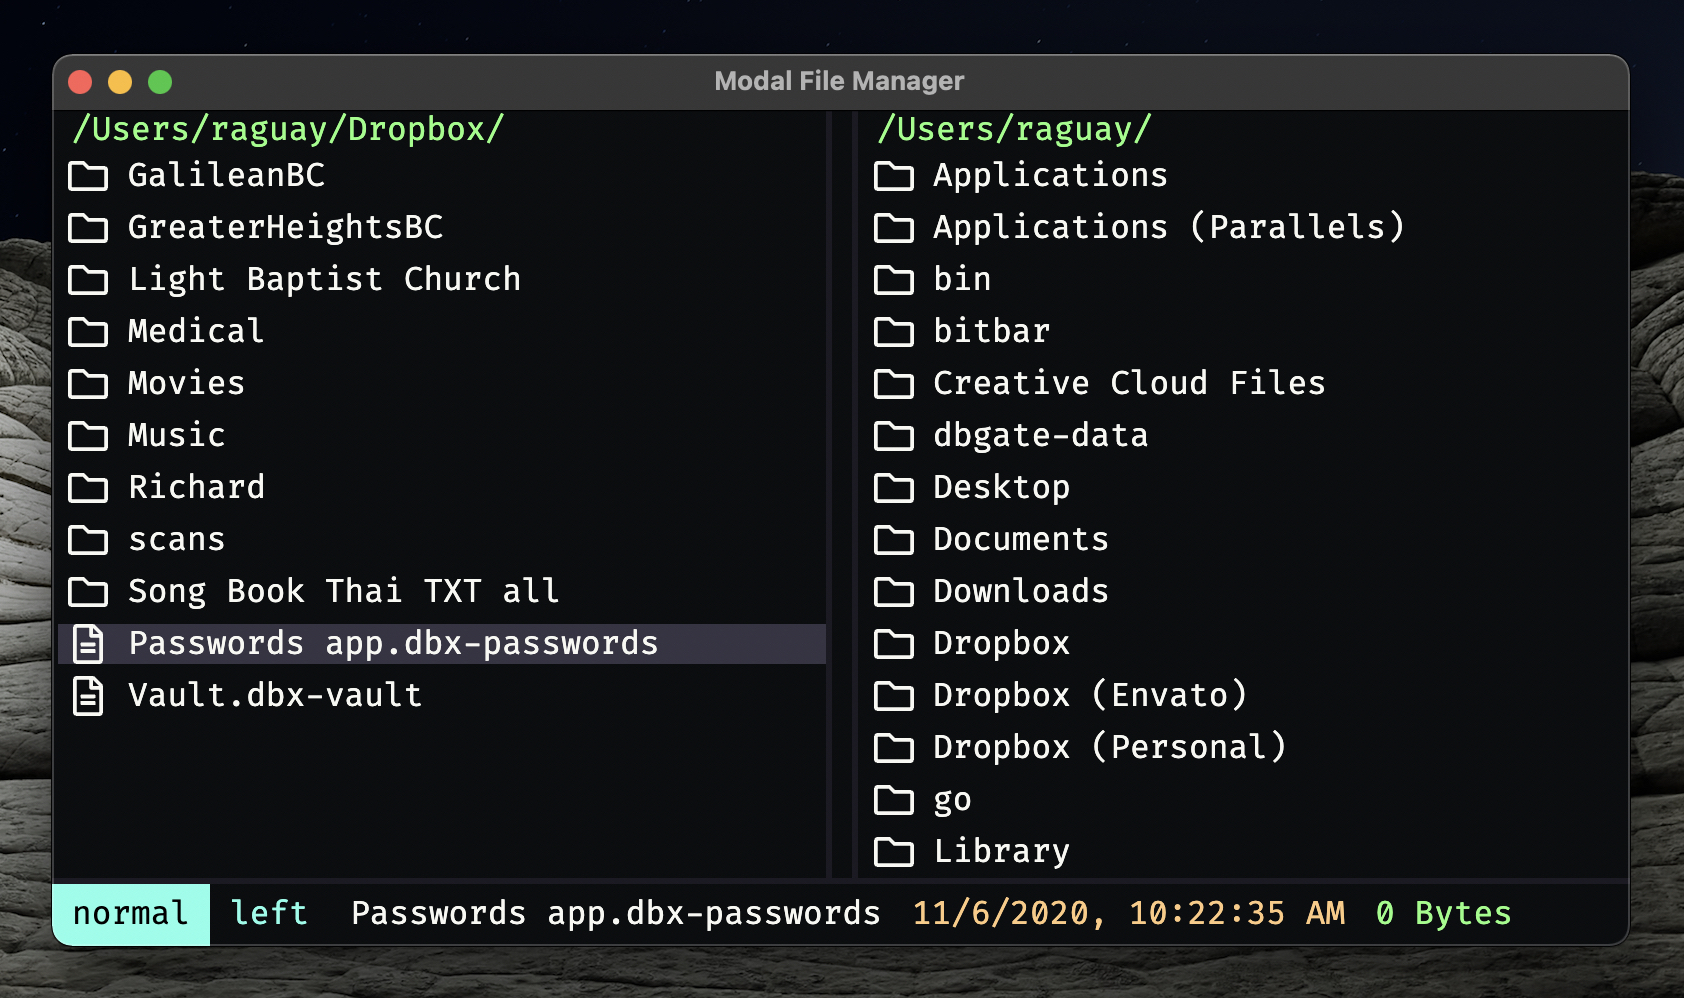 Modal File Manager
/Users/raguay/Dropbox/
GalileanBC
GreaterHeightsBC
Light Baptist Church
Medical
Movies
Music
Richard
scans
Song Book Thai TXT all
Passwords app.dbx-passwords
Vault.dbx-vault
/Users/raguay/
Applications
Applications (Parallels)
bin
bitbar
Creative Cloud Files
dbgate-data
Desktop
Documents
Downloads
Dropbox
Dropbox (Envato)
Dropbox (Personal)
go
Library
normal left Passwords app.dbx-passwords 11/6/2020, 10:22:35 AM 0 Bytes